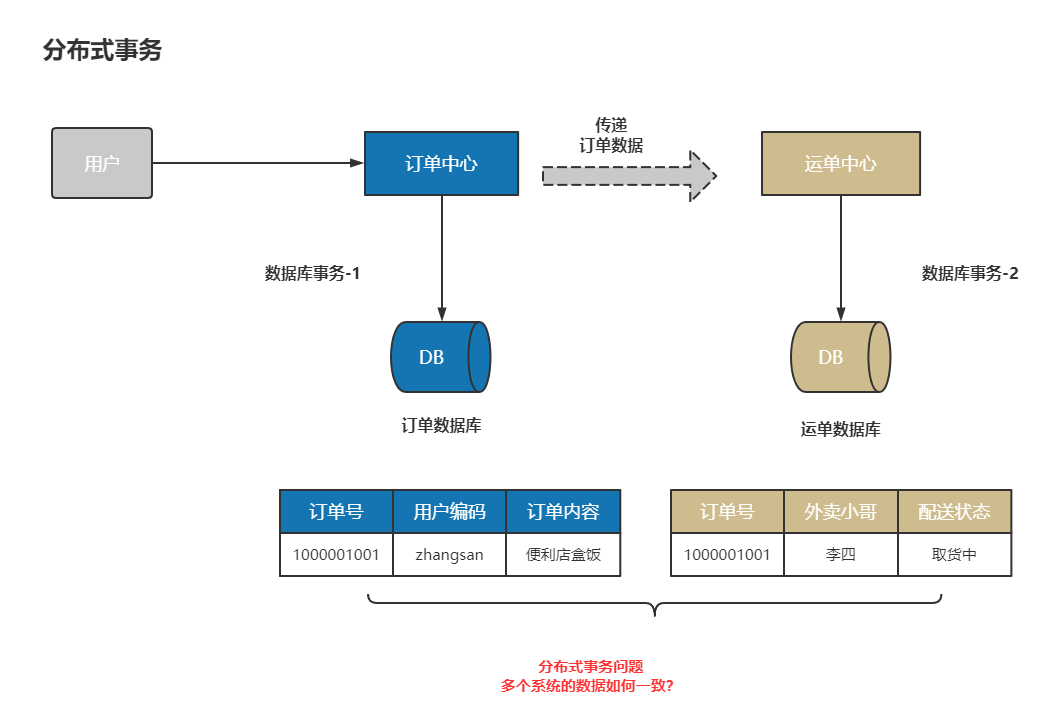 分布式事务
用户
订单中心
传递
订单数据
运单中心
数据库事务-1
数据库事务-2
DB
DB
订单数据库
运单数据库
订单号 用户编码 订单内容
1000001001 zhangsan 便利店盒饭
订单号 外卖小哥 配送状态
1000001001 李四 取货中
分布式事务问题
多个系统的数据如何一致?